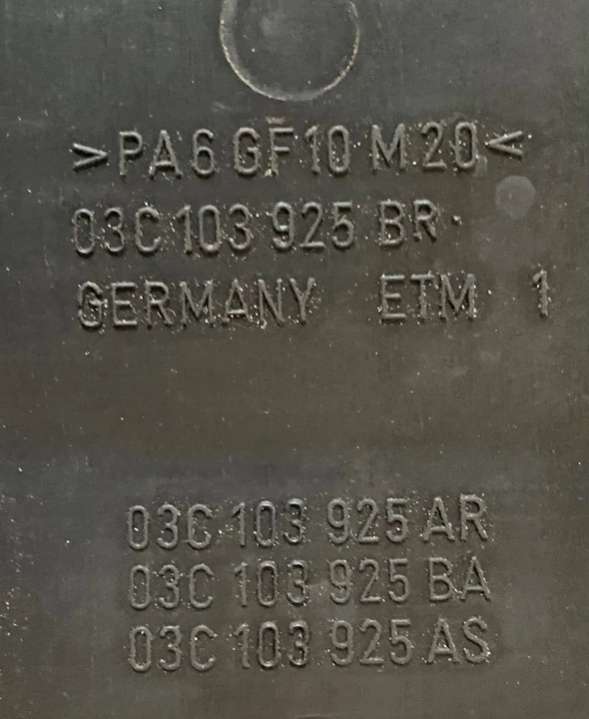 >PA6 GF10 M20<
03C 103 925 BR.
GERMANY ETM 1
03C 103 925 AR
03C 103 925 BA
03C 103 925 AS